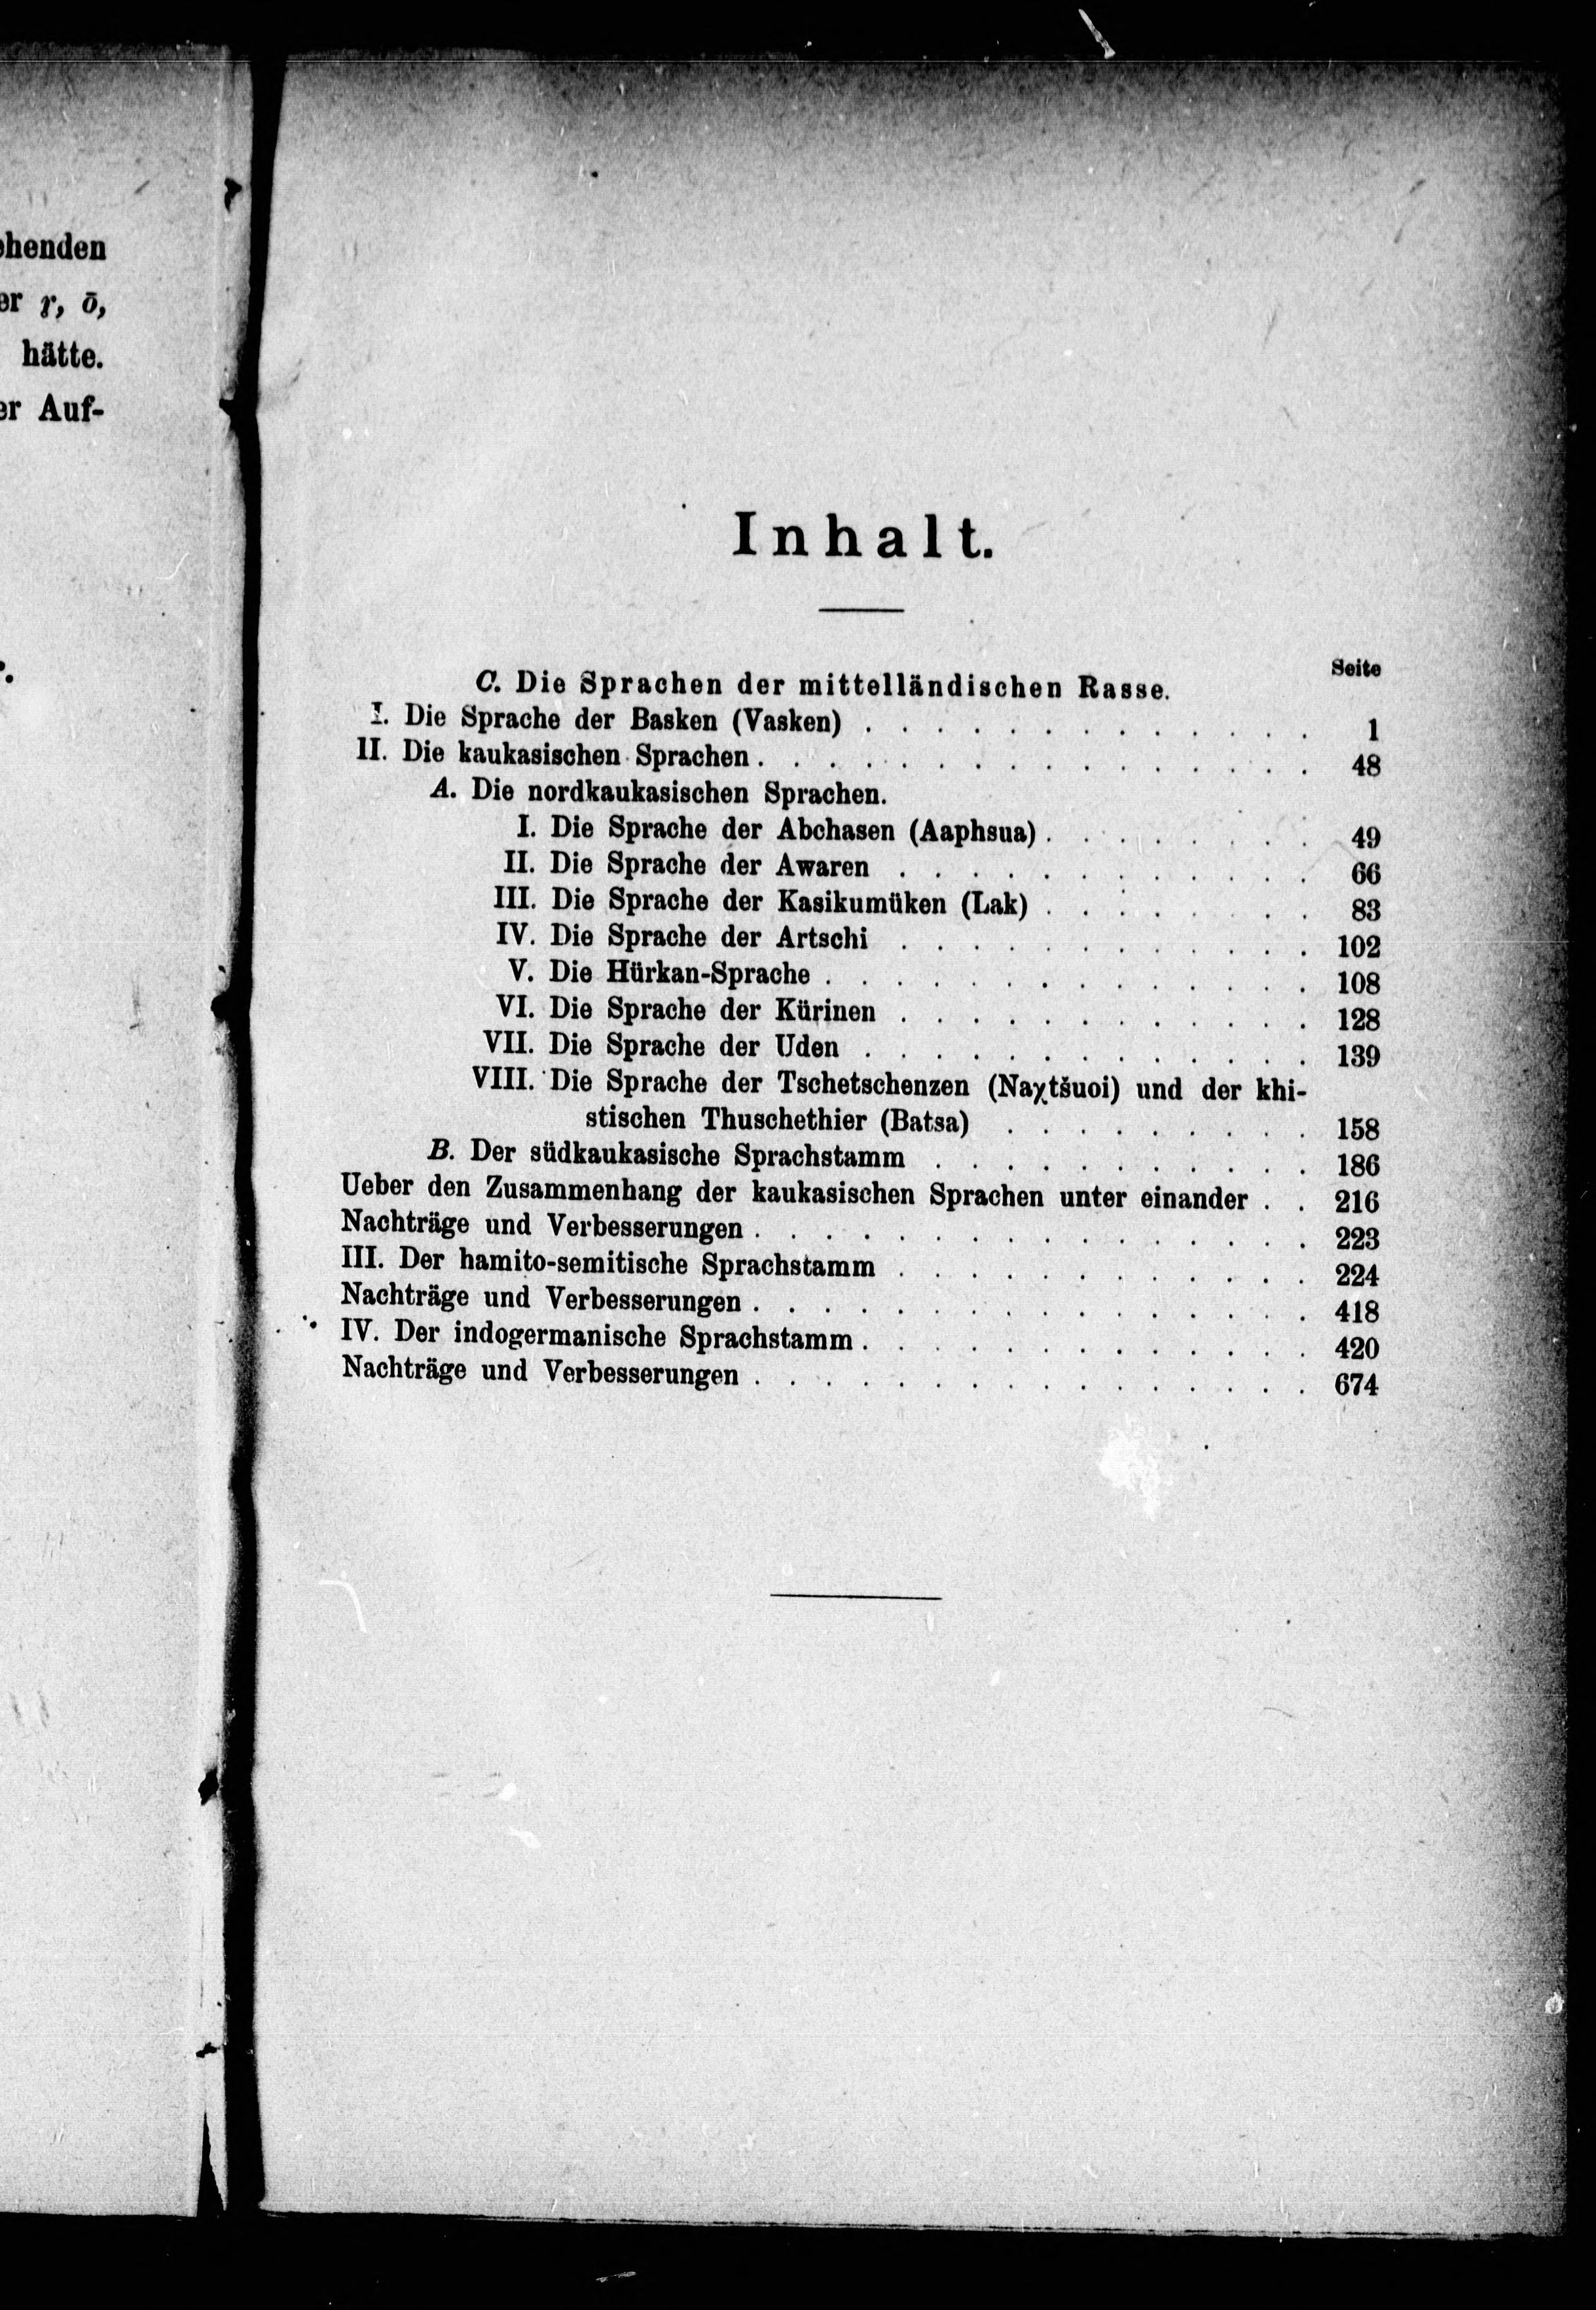 henden
er r̥, ō,
hätte.
er Auf-
Inhalt.
Seite
C. Die Sprachen der mittelländischen Rasse.
I. Die Sprache der Basken (Vasken) . . . . . . . . . . . . . 1
II. Die kaukasischen Sprachen . . . . . . . . . . . . . . . . 48
A. Die nordkaukasischen Sprachen.
I. Die Sprache der Abchasen (Aaphsua) . . . . . . . . 49
II. Die Sprache der Awaren . . . . . . . . . . . . 66
III. Die Sprache der Kasikumüken (Lak) . . . . . . . . 83
IV. Die Sprache der Artschi . . . . . . . . . . . . 102
V. Die Hürkan-Sprache . . . . . . . . . . . . . . 108
VI. Die Sprache der Kürinen . . . . . . . . . . . . 128
VII. Die Sprache der Uden . . . . . . . . . . . . . 139
VIII. Die Sprache der Tschetschenzen (Naχtšuoi) und der khi-
stischen Thuschethier (Batsa) . . . . . . . . . 158
B. Der südkaukasische Sprachstamm . . . . . . . . . . . 186
Ueber den Zusammenhang der kaukasischen Sprachen unter einander . . 216
Nachträge und Verbesserungen . . . . . . . . . . . . . . . . 223
III. Der hamito-semitische Sprachstamm . . . . . . . . . . . . 224
Nachträge und Verbesserungen . . . . . . . . . . . . . . . . 418
IV. Der indogermanische Sprachstamm . . . . . . . . . . . . . 420
Nachträge und Verbesserungen . . . . . . . . . . . . . . . . 674